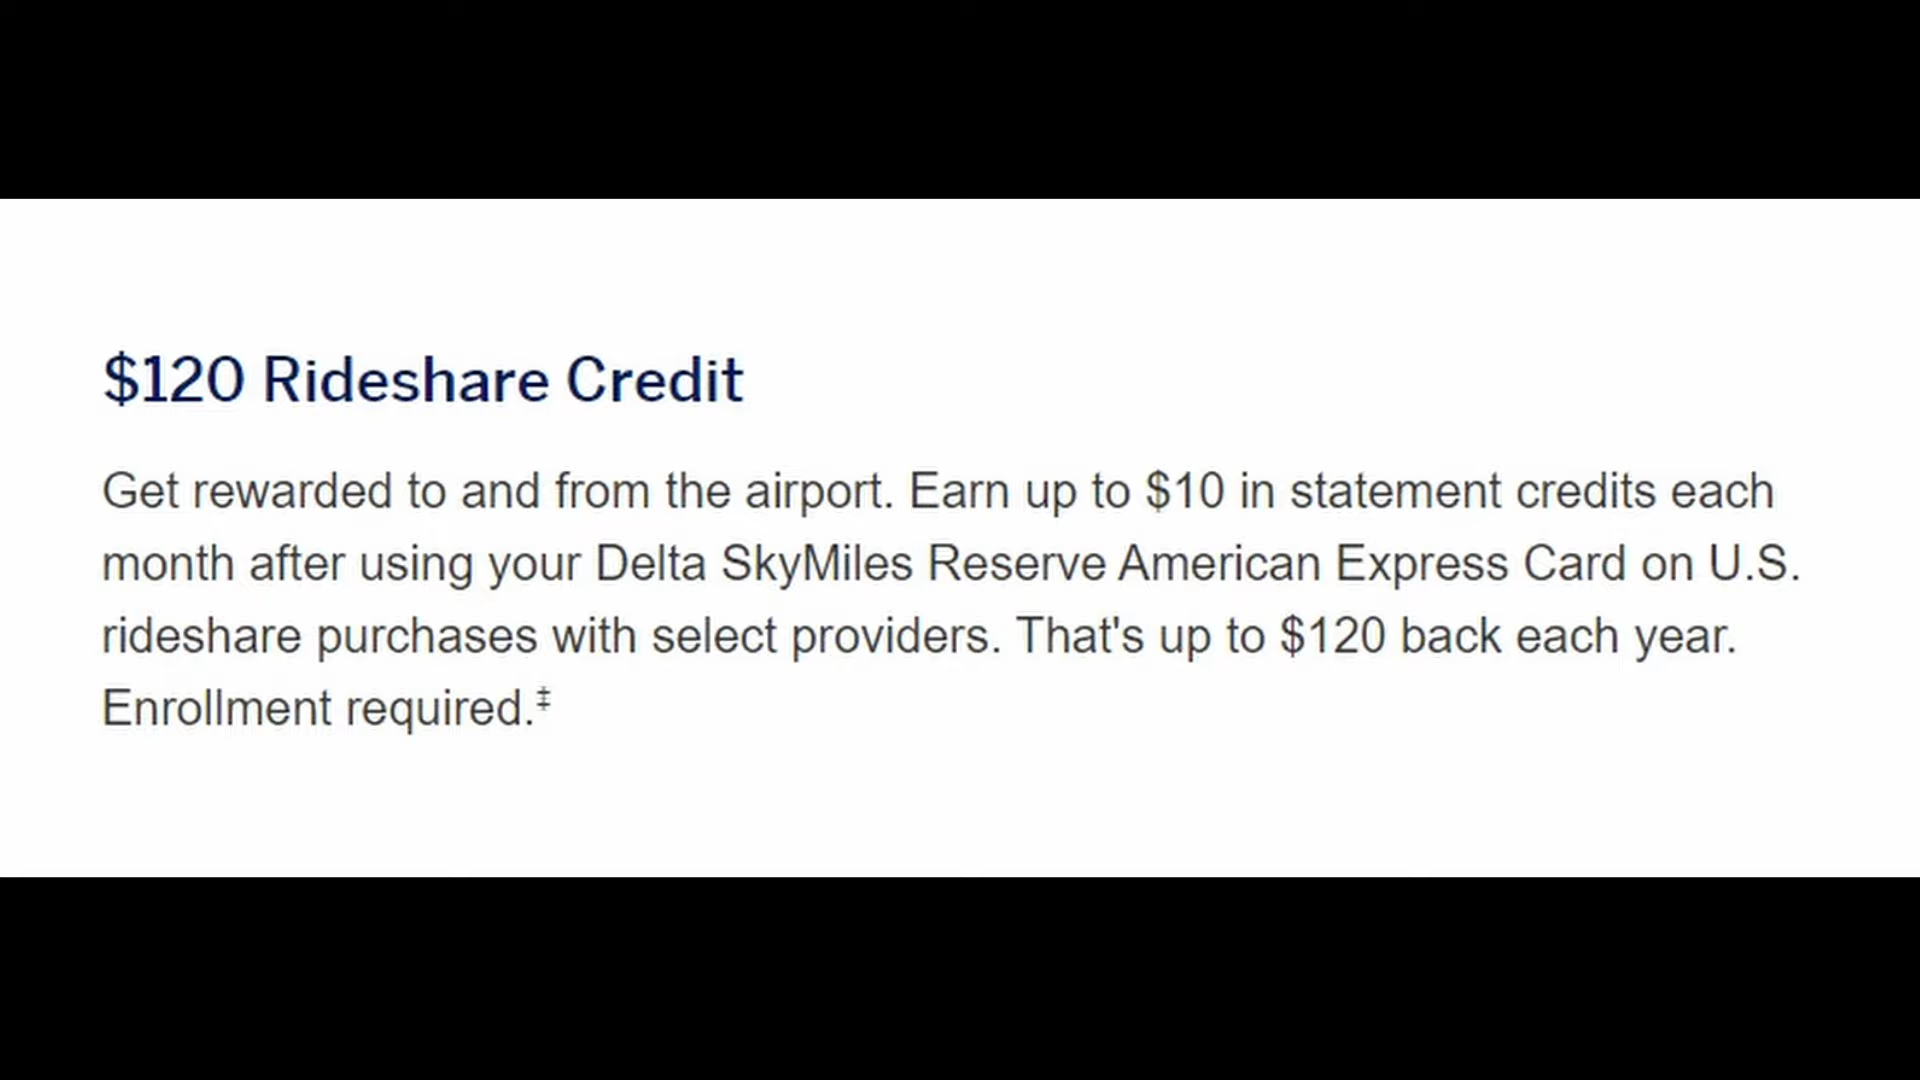 $120 Rideshare Credit
Get rewarded to and from the airport. Earn up to $10 in statement credits each
month after using your Delta SkyMiles Reserve American Express Card on U.S.
rideshare purchases with select providers. That's up to $120 back each year.
Enrollment required.‡